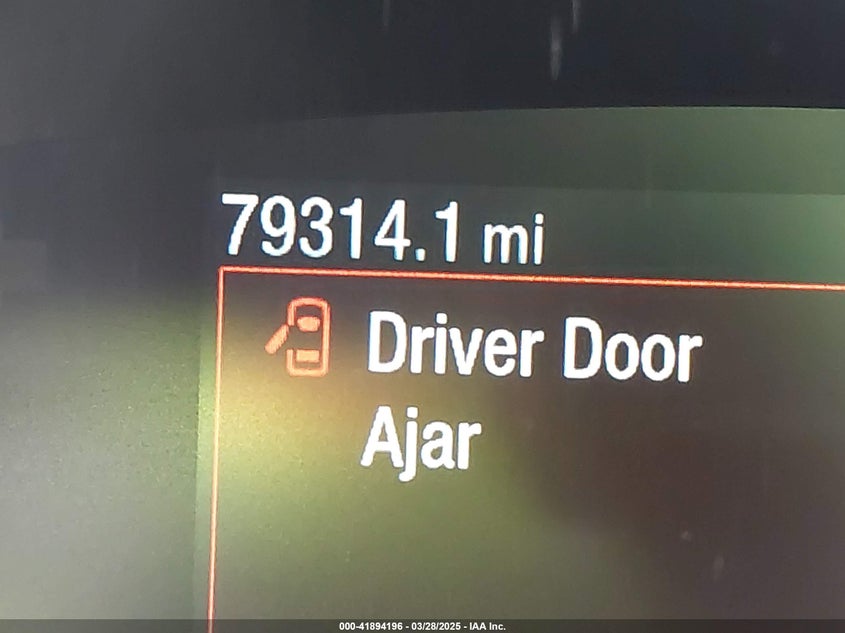 79314.1 mi
Driver Door
Ajar
000-41894196 - 03/28/2025 - IAA Inc.